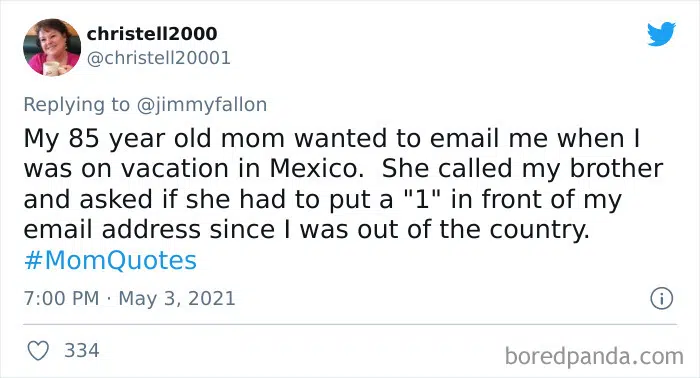 christell2000
@christell20001
Replying to @jimmyfallon
My 85 year old mom wanted to email me when I
was on vacation in Mexico.  She called my brother
and asked if she had to put a "1" in front of my
email address since I was out of the country.
#MomQuotes
7:00 PM · May 3, 2021
334
boredpanda.com